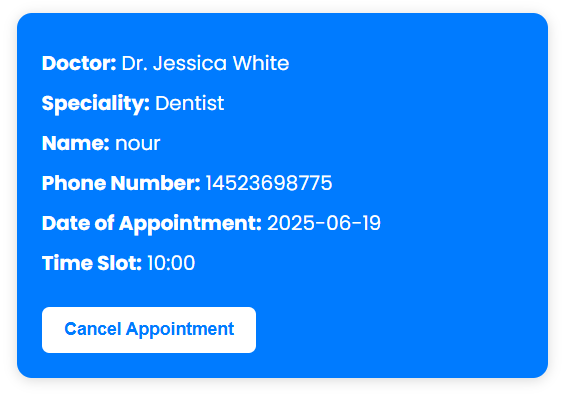 Doctor: Dr. Jessica White
Speciality: Dentist
Name: nour
Phone Number: 14523698775
Date of Appointment: 2025-06-19
Time Slot: 10:00
Cancel Appointment